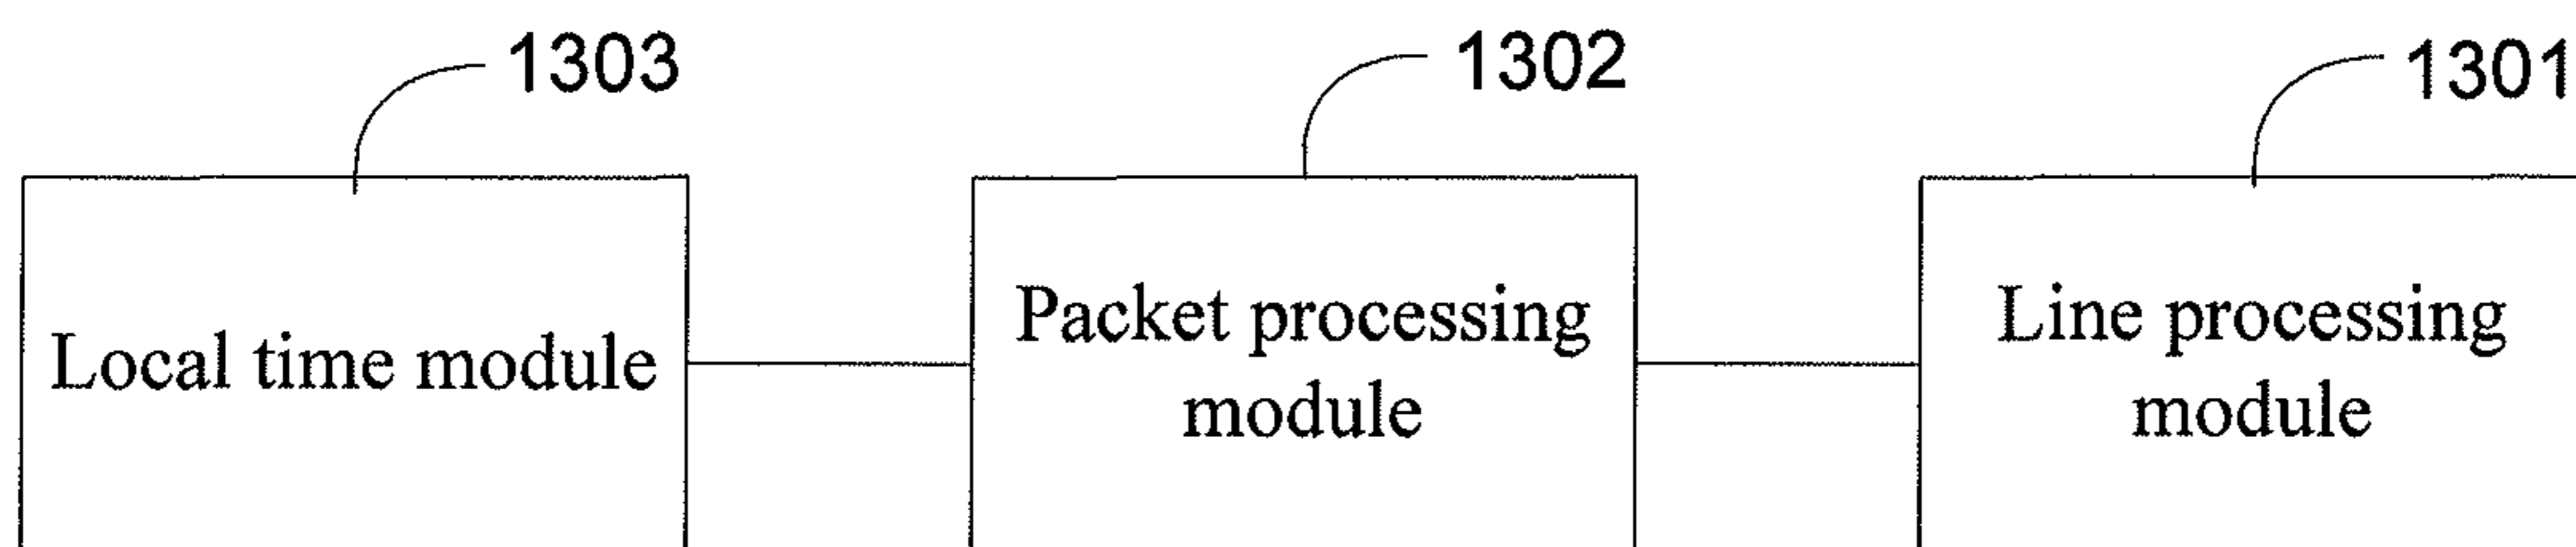 1303
1302
1301
Local time module
Packet processing
module
Line processing
module